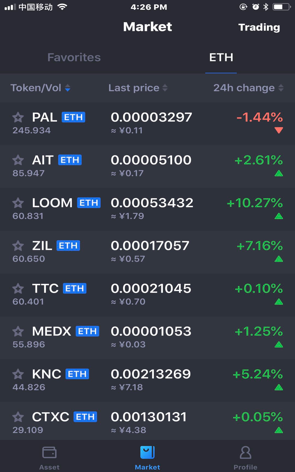 中国移动 4:26 PM
Market Trading
Favorites ETH
Token/Vol Last price 24h change
PAL ETH 0.00003297 -1.44%
245.934 ≈ ¥0.11
AIT ETH 0.00005100 +2.61%
85.947 ≈ ¥0.17
LOOM ETH 0.00053432 +10.27%
60.831 ≈ ¥1.79
ZIL ETH 0.00017057 +7.16%
60.650 ≈ ¥0.57
TTC ETH 0.00021045 +0.10%
60.401 ≈ ¥0.70
MEDX ETH 0.00001053 +1.25%
55.896 ≈ ¥0.03
KNC ETH 0.00213269 +5.24%
44.826 ≈ ¥7.18
CTXC ETH 0.00130131 +0.05%
29.109 ≈ ¥4.38
Asset Market Profile